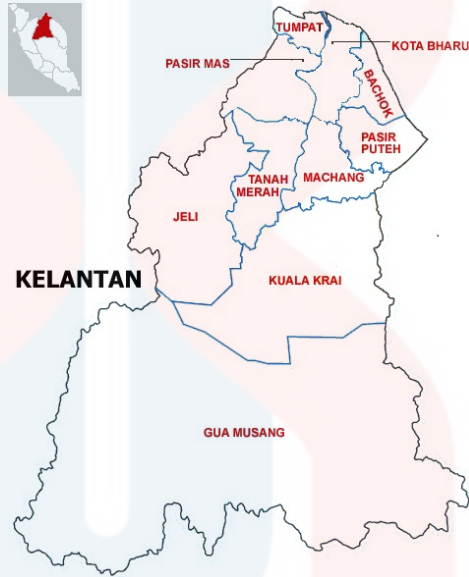 TUMPAT
KOTA BHARU
PASIR MAS
BACHOK
PASIR
PUTEH
TANAH
MERAH
MACHANG
JELI
KELANTAN
KUALA KRAI
GUA MUSANG